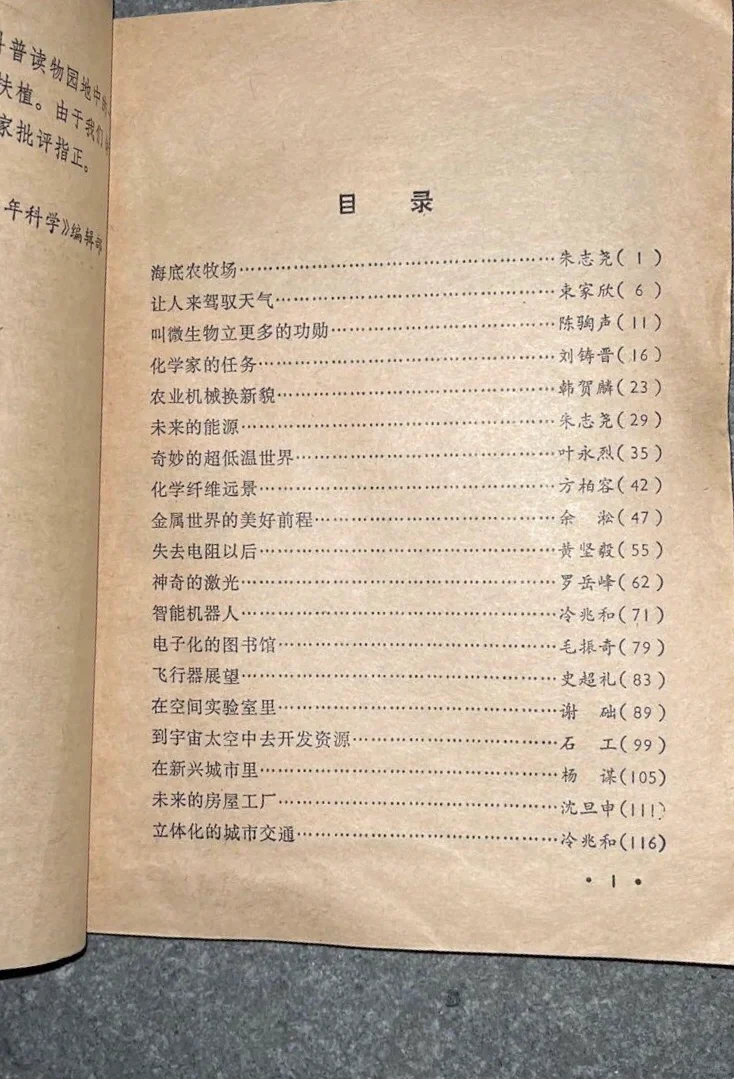 普读物园地中的
扶植。由于我们
家批评指正。
年科学》编辑部
目 录
海底农牧场……………………………………朱志尧( 1 )
让人来驾驭天气………………………………束家欣( 6 )
叫微生物立更多的功勋………………………陈𬳶声( 11 )
化学家的任务…………………………………刘铸晋( 16 )
农业机械换新貌………………………………韩贺麟( 23 )
未来的能源……………………………………朱志尧( 29 )
奇妙的超低温世界……………………………叶永烈( 35 )
化学纤维远景…………………………………方柏容( 42 )
金属世界的美好前程…………………………余 淞( 47 )
失去电阻以后…………………………………黄坚毅( 55 )
神奇的激光……………………………………罗岳峰( 62 )
智能机器人……………………………………冷兆和( 71 )
电子化的图书馆………………………………毛振奇( 79 )
飞行器展望……………………………………史超礼( 83 )
在空间实验室里………………………………谢 础( 89 )
到宇宙太空中去开发资源……………………石 工( 99 )
在新兴城市里…………………………………杨 谋(105)
未来的房屋工厂………………………………沈旦申(111)
立体化的城市交通……………………………冷兆和(116)
• 1 •